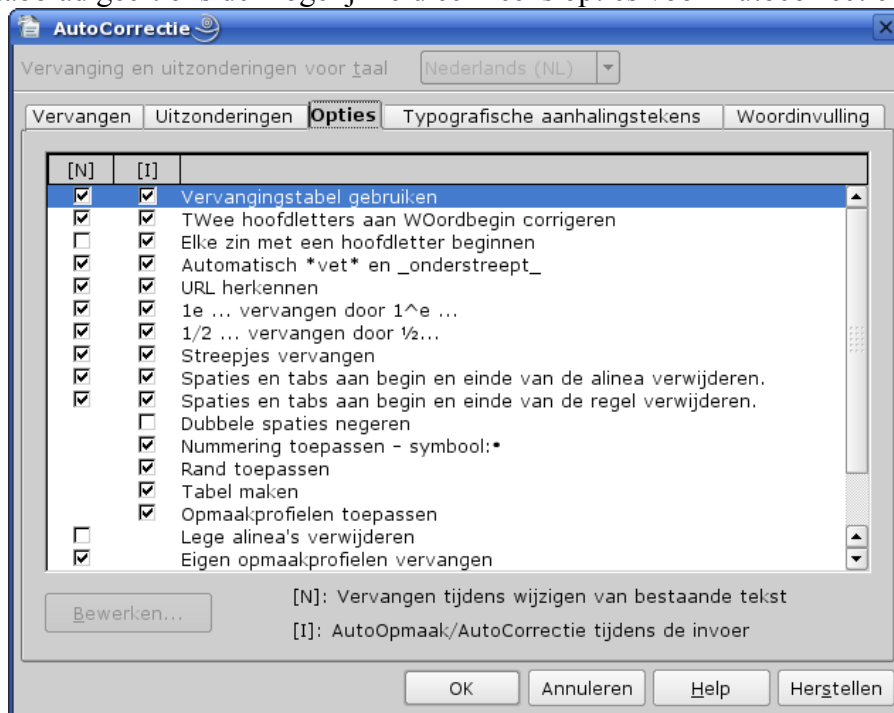 AutoCorrectie
Vervanging en uitzonderingen voor taal Nederlands (NL)
Vervangen Uitzonderingen Opties Typografische aanhalingstekens Woordinvulling
[N] [I]
Vervangingstabel gebruiken
TWee hoofdletters aan WOordbegin corrigeren
Elke zin met een hoofdletter beginnen
Automatisch *vet* en _onderstreept_
URL herkennen
1e ... vervangen door 1^e ...
1/2 ... vervangen door ½...
Streepjes vervangen
Spaties en tabs aan begin en einde van de alinea verwijderen.
Spaties en tabs aan begin en einde van de regel verwijderen.
Dubbele spaties negeren
Nummering toepassen – symbool:•
Rand toepassen
Tabel maken
Opmaakprofielen toepassen
Lege alinea's verwijderen
Eigen opmaakprofielen vervangen
Bewerken...
[N]: Vervangen tijdens wijzigen van bestaande tekst
[I]: AutoOpmaak/AutoCorrectie tijdens de invoer
OK Annuleren Help Herstellen